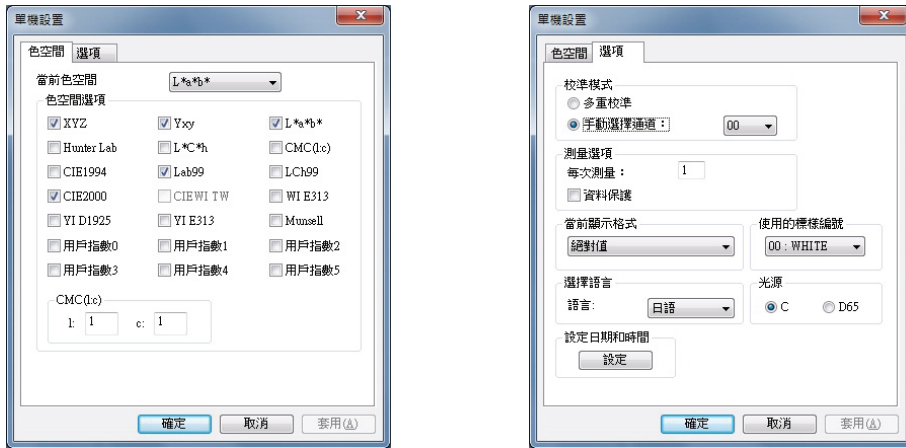 單機設置
色空間 選項
當前色空間 L*a*b*
色空間選項
XYZ Yxy L*a*b*
Hunter Lab L*C*h CMC(l:c)
CIE1994 Lab99 LCh99
CIE2000 CIEWI TW WI E313
YI D1925 YI E313 Munsell
用戶指數0 用戶指數1 用戶指數2
用戶指數3 用戶指數4 用戶指數5
CMC(l:c)
l: 1 c: 1
確定 取消 套用(A)
單機設置
色空間 選項
校準模式
多重校準
手動選擇通道： 00
測量選項
每次測量： 1
資料保護
當前顯示格式 使用的標樣編號
絕對值 00 : WHITE
選擇語言 光源
語言: 日語 C D65
設定日期和時間
設定
確定 取消 套用(A)